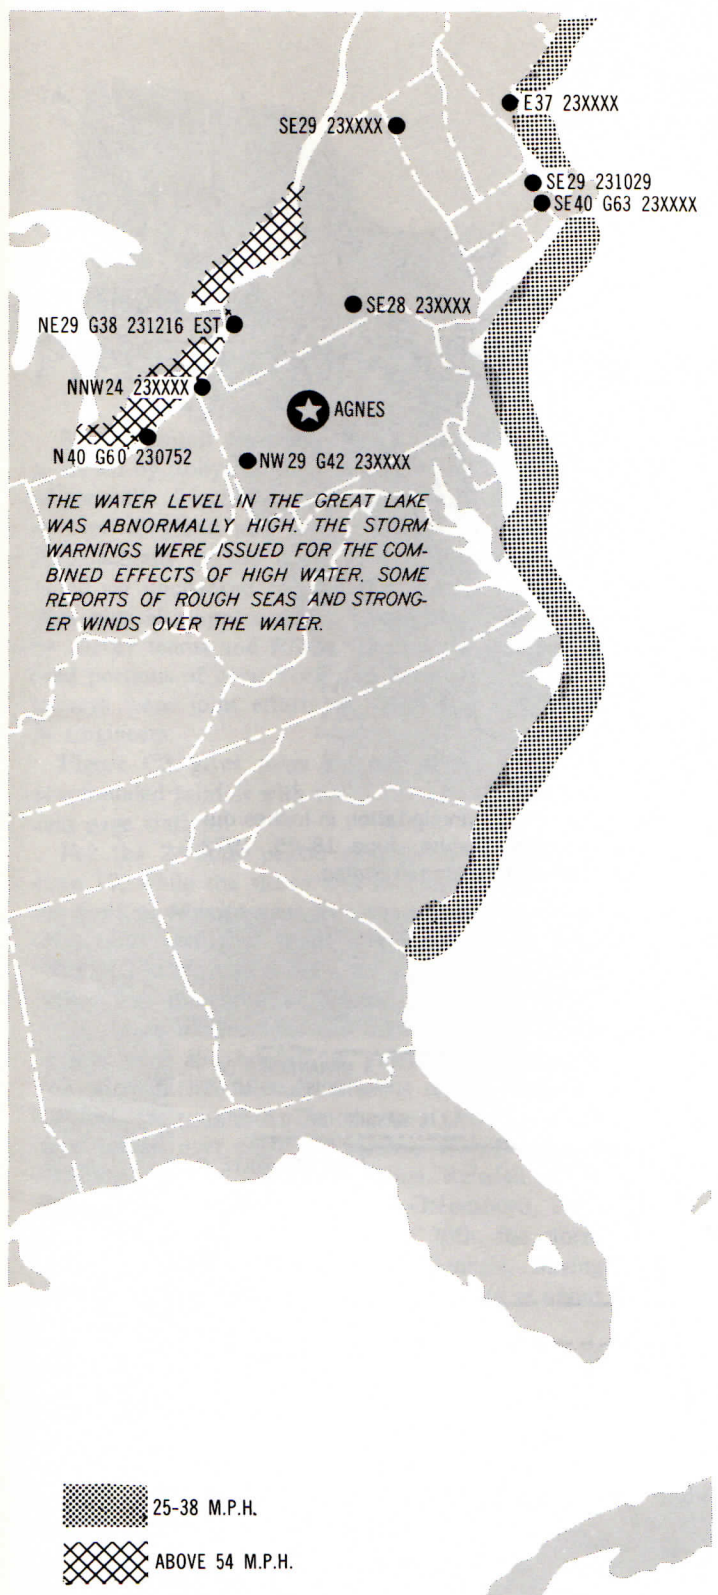 E37 23XXXX
SE29 23XXXX
SE29 231029
SE40 G63 23XXXX
SE28 23XXXX
NE29 G38 231216 EST
NNW24 23XXXX
AGNES
N40 G60 230752
NW29 G42 23XXXX
THE WATER LEVEL IN THE GREAT LAKE
WAS ABNORMALLY HIGH. THE STORM
WARNINGS WERE ISSUED FOR THE COM-
BINED EFFECTS OF HIGH WATER. SOME
REPORTS OF ROUGH SEAS AND STRONG-
ER WINDS OVER THE WATER.
25-38 M.P.H.
ABOVE 54 M.P.H.